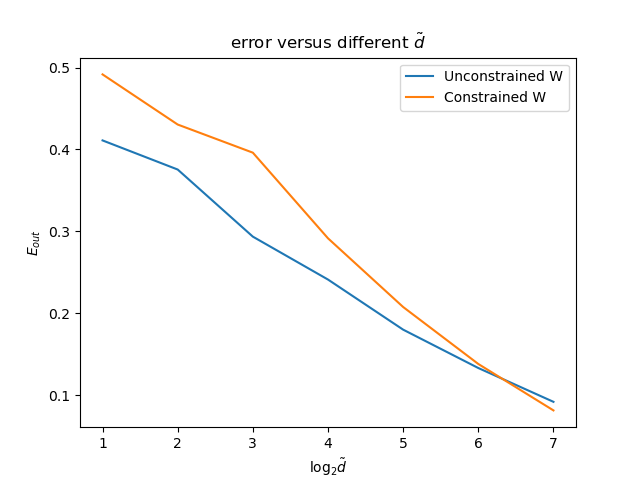 error versus different d̃
Unconstrained W
Constrained W
0.5
0.4
0.3
0.2
0.1
E_out
1 2 3 4 5 6 7
log₂d̃